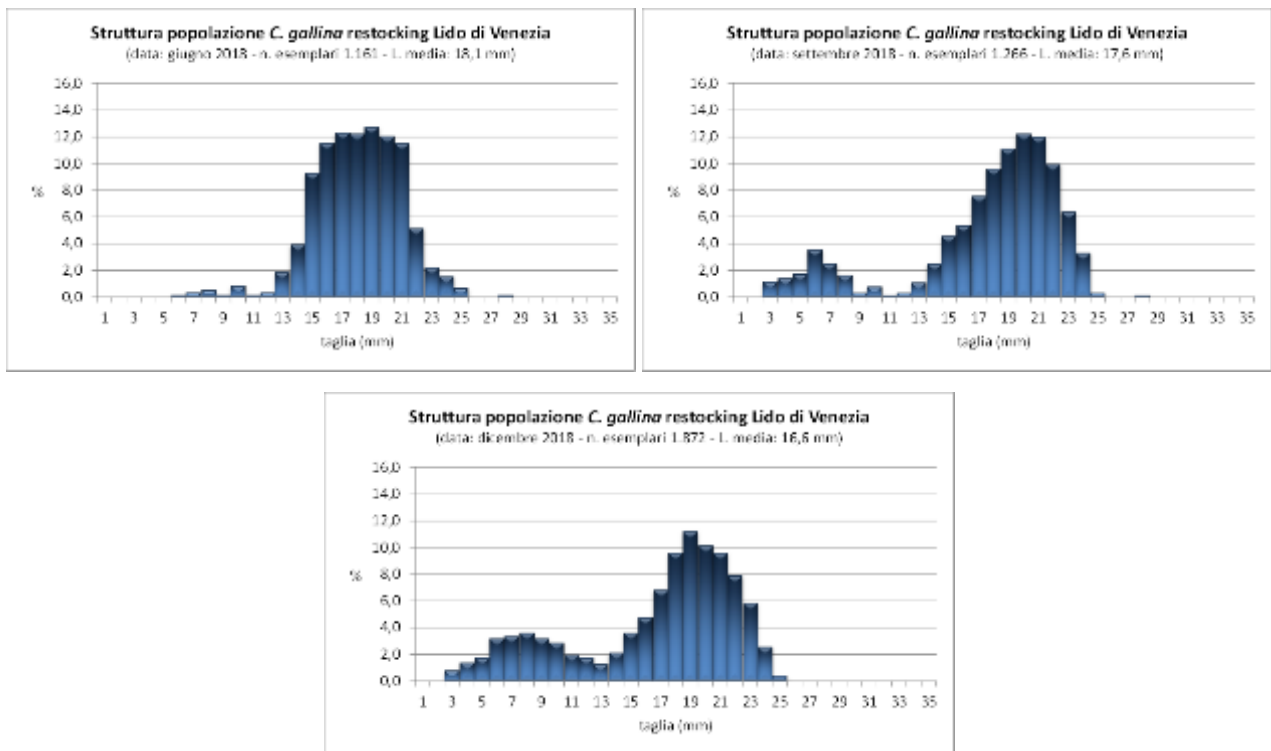 Struttura popolazione C. gallina restocking Lido di Venezia
(data: giugno 2018 - n. esemplari 1.161 - L. media: 18,1 mm)
16,0
14,0
12,0
10,0
8,0
6,0
4,0
2,0
0,0
%
1 3 5 7 9 11 13 15 17 19 21 23 25 27 29 31 33 35
taglia (mm)
Struttura popolazione C. gallina restocking Lido di Venezia
(data: settembre 2018 - n. esemplari 1.266 - L. media: 17,6 mm)
16,0
14,0
12,0
10,0
8,0
6,0
4,0
2,0
0,0
%
1 3 5 7 9 11 13 15 17 19 21 23 25 27 29 31 33 35
taglia (mm)
Struttura popolazione C. gallina restocking Lido di Venezia
(data: dicembre 2018 - n. esemplari 1.872 - L. media: 16,6 mm)
16,0
14,0
12,0
10,0
8,0
6,0
4,0
2,0
0,0
%
1 3 5 7 9 11 13 15 17 19 21 23 25 27 29 31 33 35
taglia (mm)